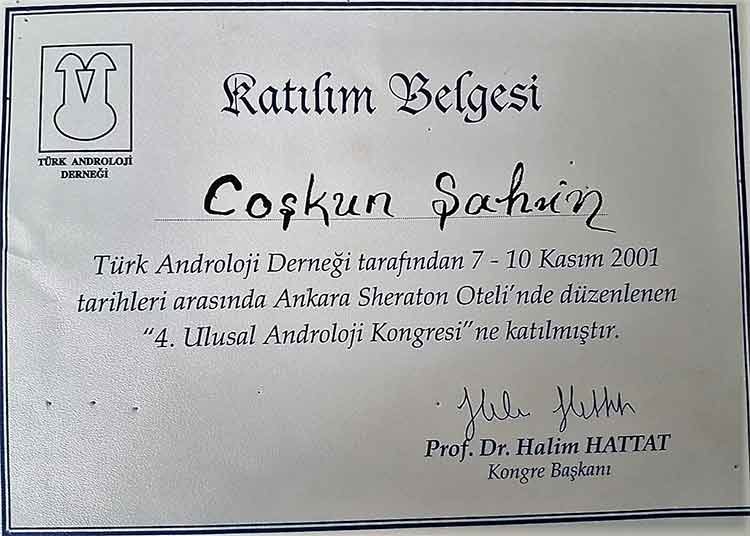 Katılım Belgesi
TÜRK ANDROLOJİ
DERNEĞİ
Coşkun Şahin
Türk Androloji Derneği tarafından 7 - 10 Kasım 2001
tarihleri arasında Ankara Sheraton Oteli'nde düzenlenen
“4. Ulusal Androloji Kongresi”ne katılmıştır.
Prof. Dr. Halim HATTAT
Kongre Başkanı